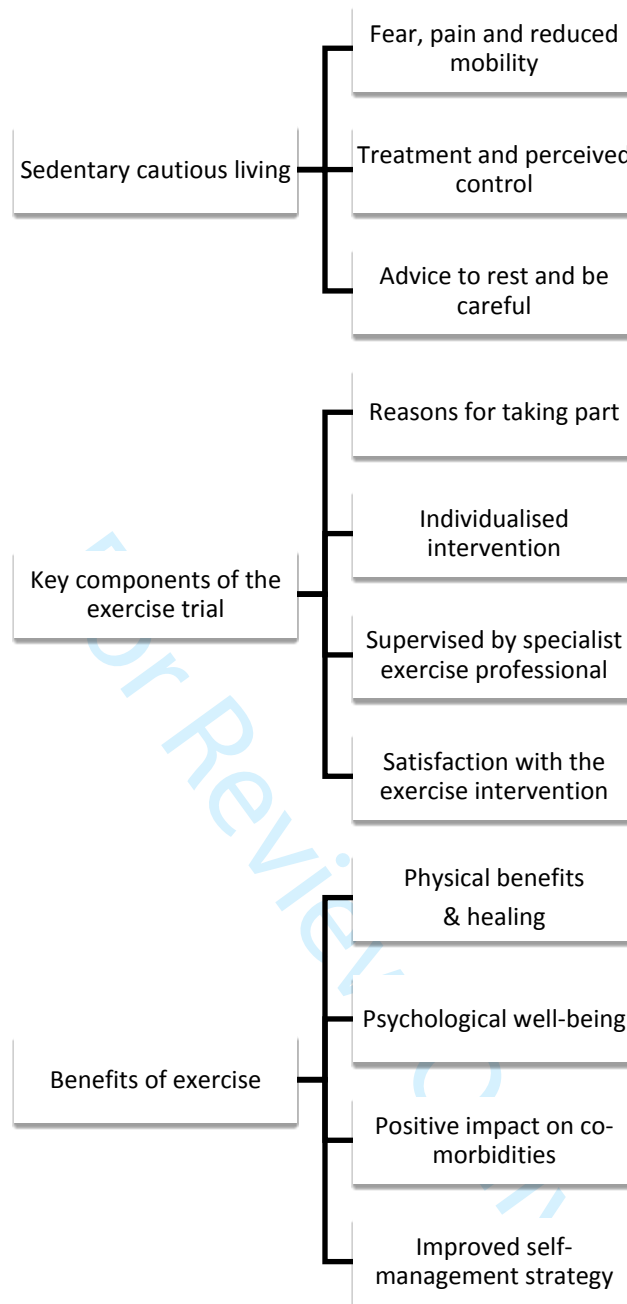 Fear, pain and reduced
mobility
Sedentary cautious living
Treatment and perceived
control
Advice to rest and be
careful
Reasons for taking part
Individualised
intervention
Key components of the
exercise trial
Supervised by specialist
exercise professional
Satisfaction with the
exercise intervention
Physical benefits
& healing
Psychological well-being
Benefits of exercise
Positive impact on co-
morbidities
Improved self-
management strategy
or Review